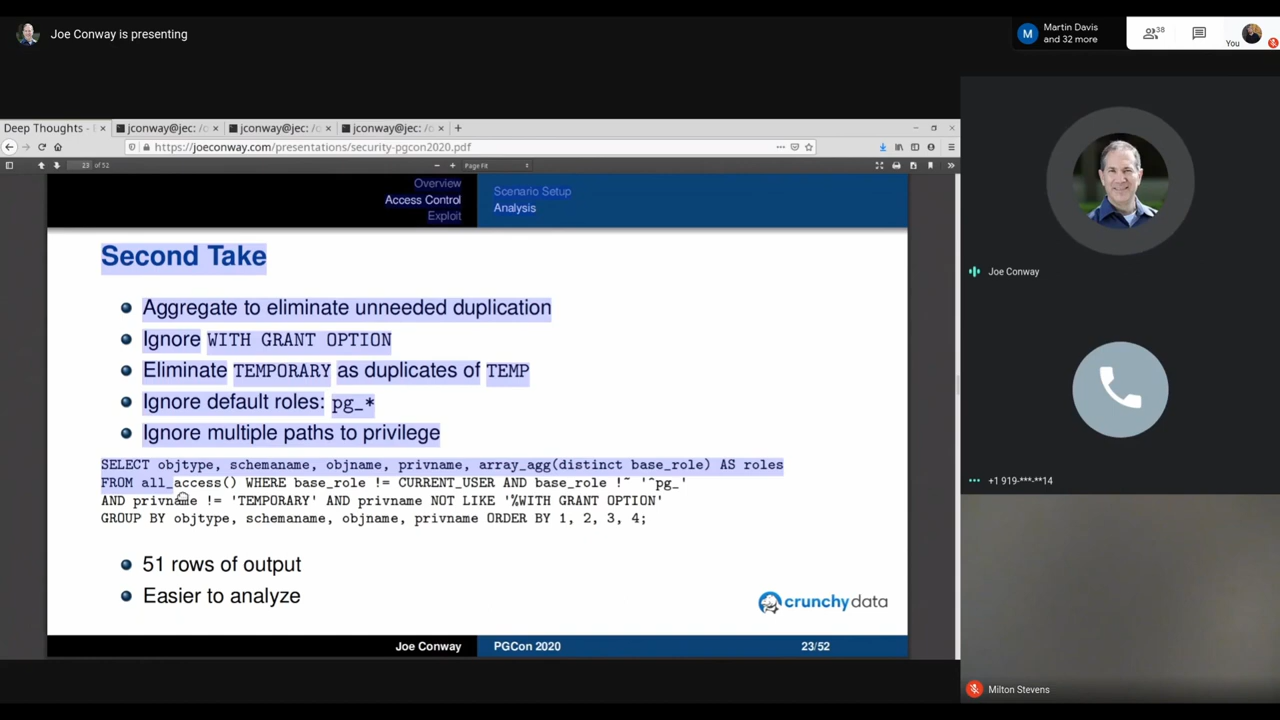 Joe Conway is presenting
Martin Davis
and 32 more
38
You
M
Deep Thoughts -
jconway@jec:
jconway@jec:
jconway@jec:
https://joeconway.com/presentations/security-pgcon2020.pdf
23 of 52
Page Fit
Overview
Access Control
Exploit
Scenario Setup
Analysis
Second Take
Aggregate to eliminate unneeded duplication
Ignore WITH GRANT OPTION
Eliminate TEMPORARY as duplicates of TEMP
Ignore default roles: pg_*
Ignore multiple paths to privilege
SELECT objtype, schemaname, objname, privname, array_agg(distinct base_role) AS roles
FROM all_access() WHERE base_role != CURRENT_USER AND base_role !~ '^pg_'
AND privname != 'TEMPORARY' AND privname NOT LIKE '%WITH GRANT OPTION'
GROUP BY objtype, schemaname, objname, privname ORDER BY 1, 2, 3, 4;
51 rows of output
Easier to analyze
crunchydata
Joe Conway
PGCon 2020
23/52
Joe Conway
+1 919-***-**14
Milton Stevens